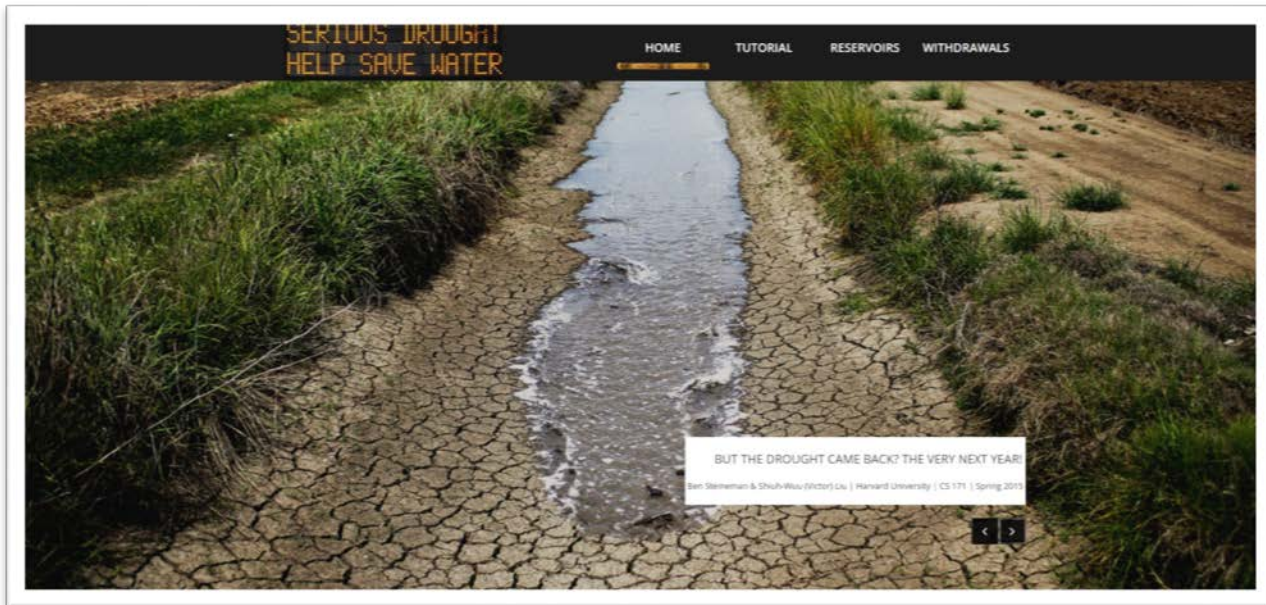 SERIOUS DROUGHT
HELP SAVE WATER
HOME TUTORIAL RESERVOIRS WITHDRAWALS
BUT THE DROUGHT CAME BACK? THE VERY NEXT YEAR!
Ben Steineman & Shiuh-Wuu (Victor) Liu | Harvard University | CS 171 | Spring 2015